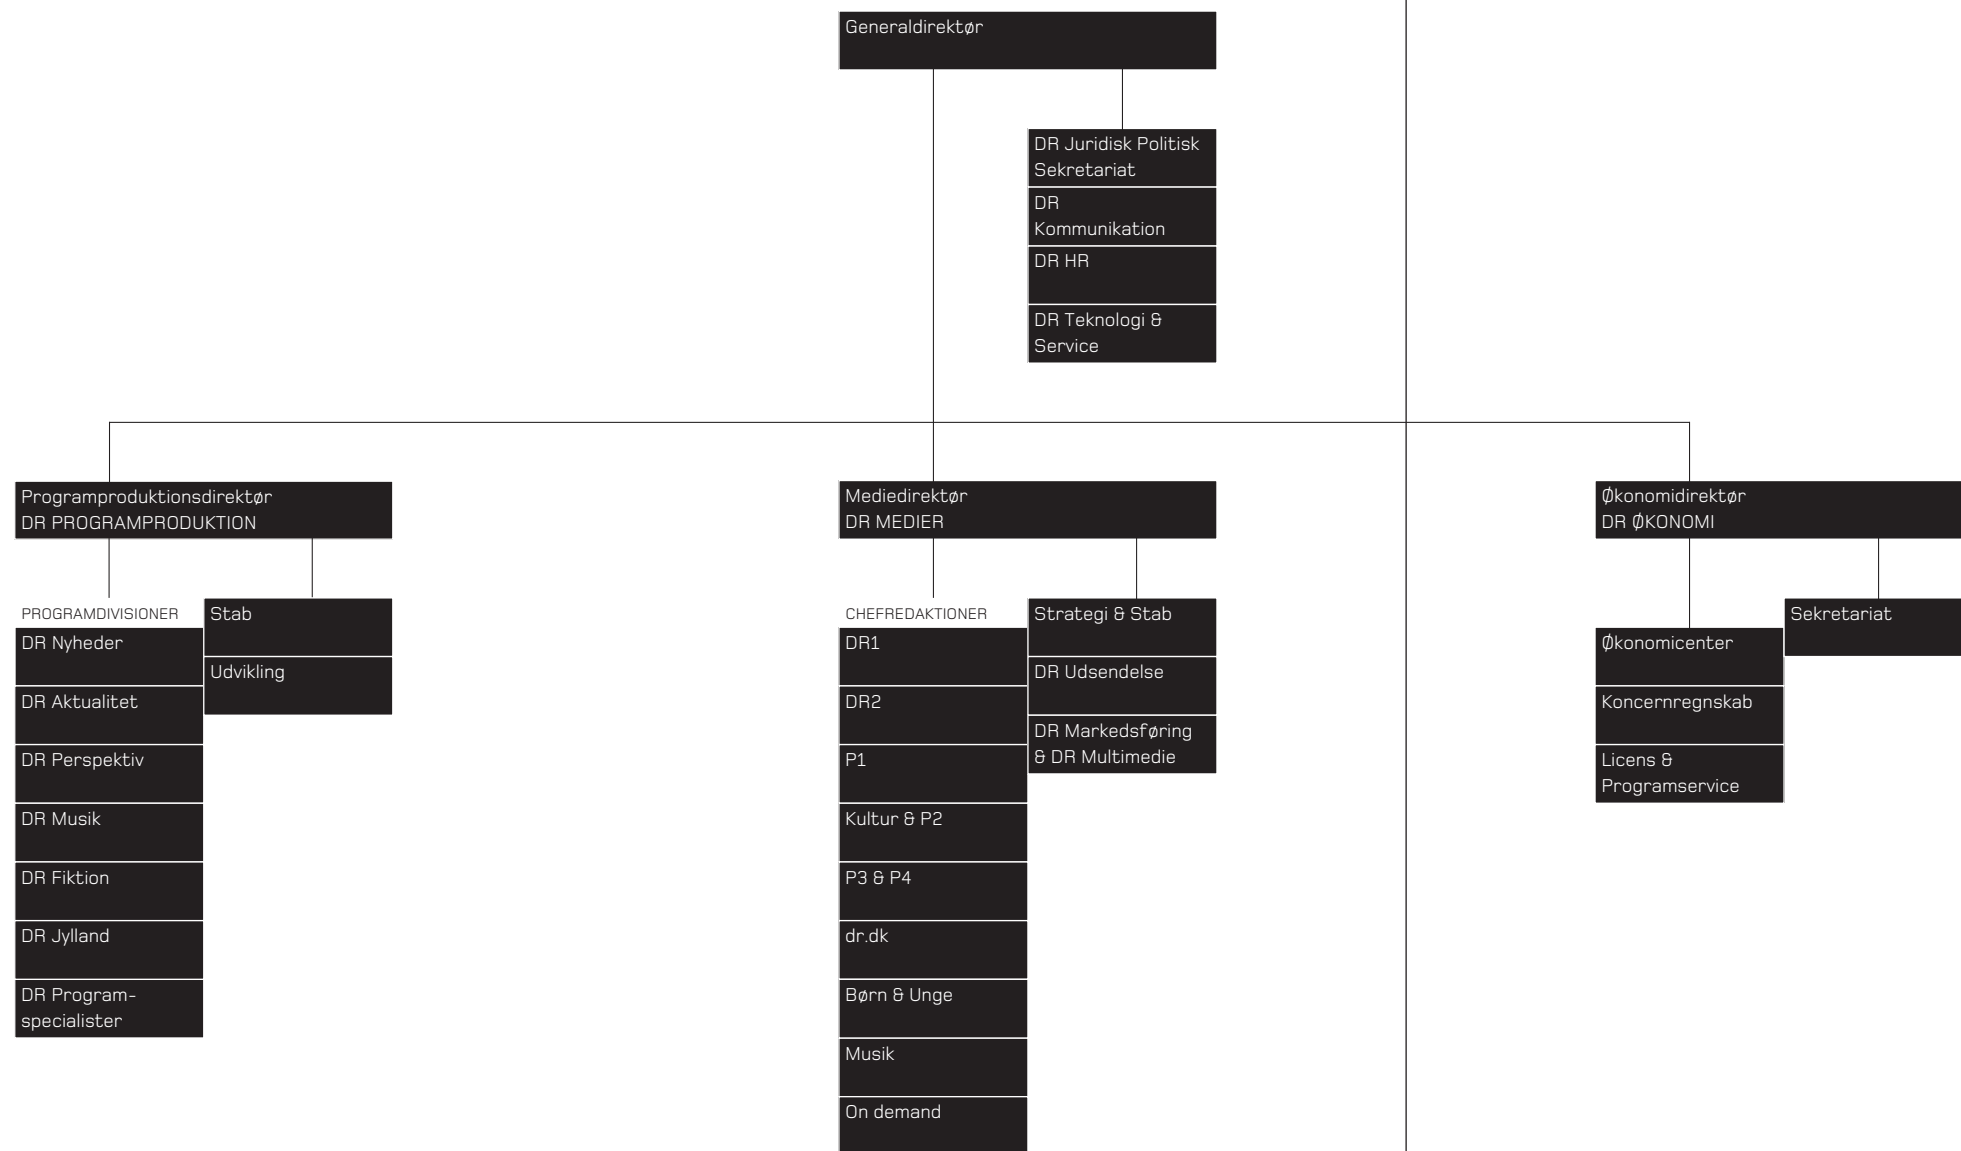 Generaldirektør
DR Juridisk Politisk
Sekretariat
DR
Kommunikation
DR HR
DR Teknologi &
Service
Programproduktionsdirektør
DR PROGRAMPRODUKTION
PROGRAMDIVISIONER
DR Nyheder
DR Aktualitet
DR Perspektiv
DR Musik
DR Fiktion
DR Jylland
DR Program-
specialister
Stab
Udvikling
Mediedirektør
DR MEDIER
CHEFREDAKTIONER
DR1
DR2
P1
Kultur & P2
P3 & P4
dr.dk
Børn & Unge
Musik
On demand
Strategi & Stab
DR Udsendelse
DR Markedsføring
& DR Multimedie
Økonomidirektør
DR ØKONOMI
Økonomicenter
Koncernregnskab
Licens &
Programservice
Sekretariat